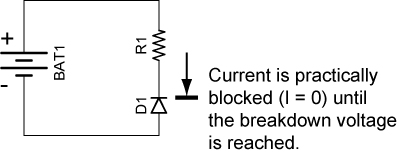 +
R1
BAT1
-
D1
Current is practically
blocked (I = 0) until
the breakdown voltage
is reached.